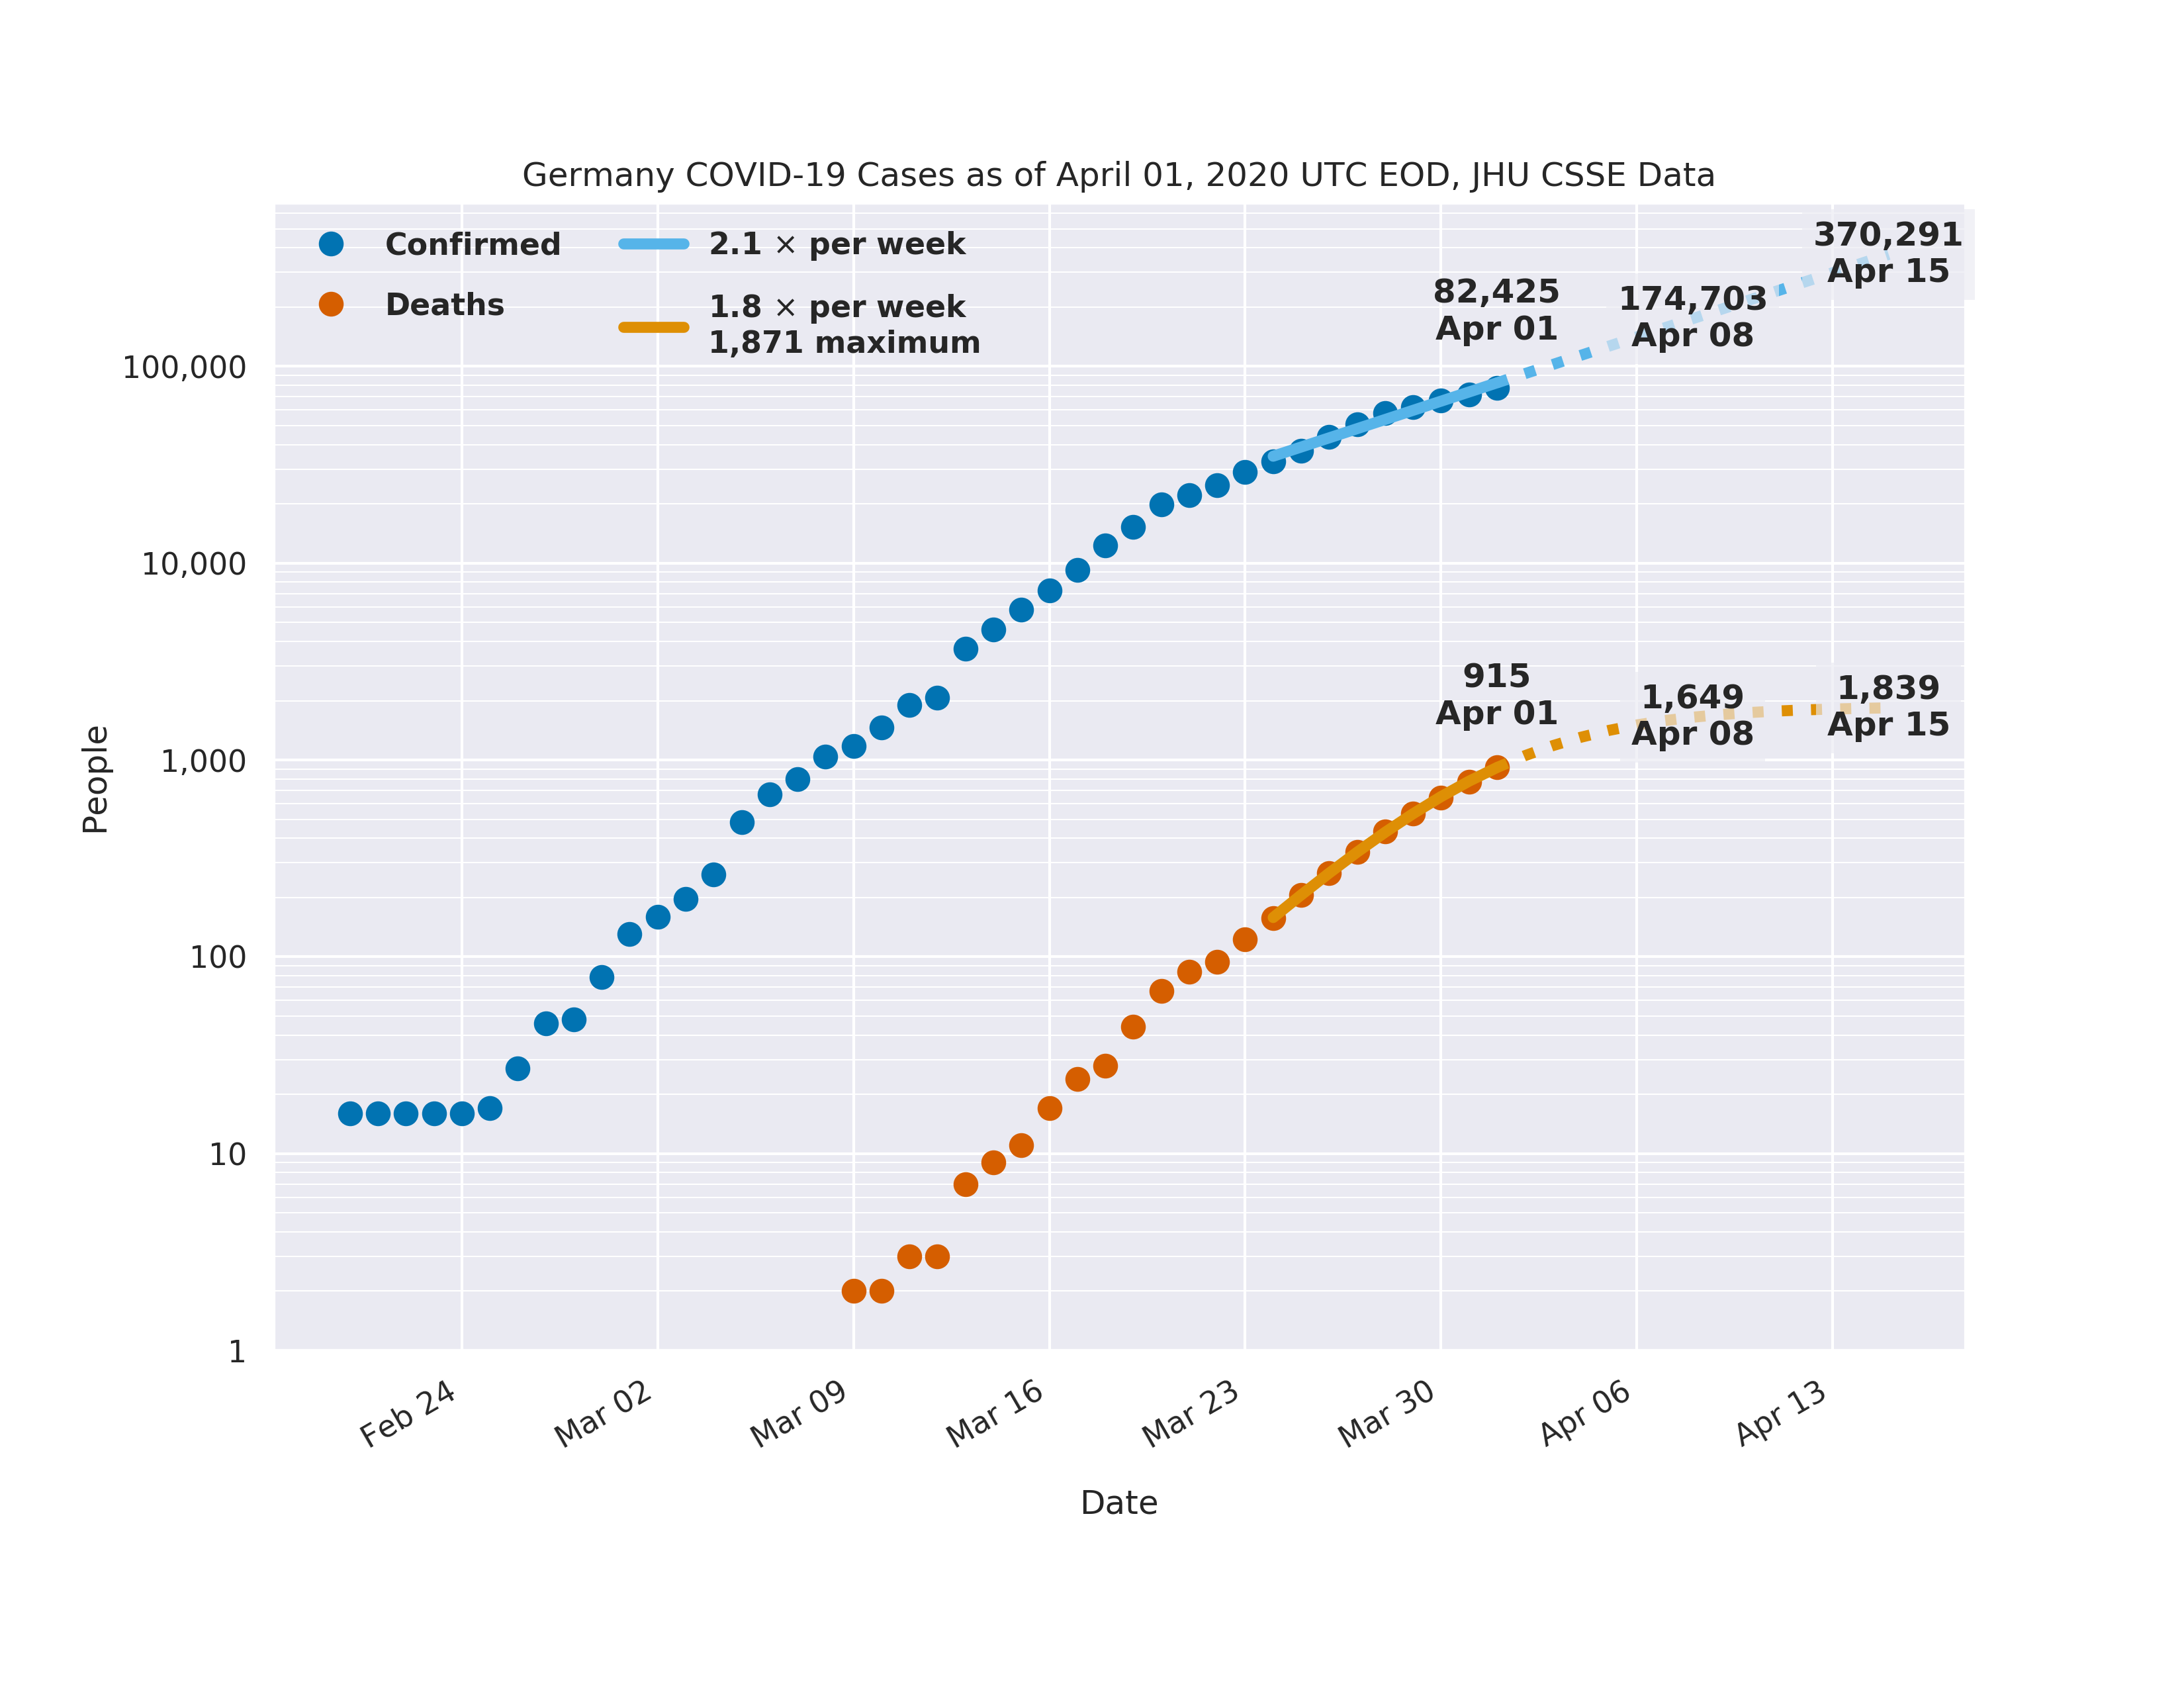 Germany COVID-19 Cases as of April 01, 2020 UTC EOD, JHU CSSE Data
Confirmed
Deaths
2.1 × per week
1.8 × per week
1,871 maximum
82,425
Apr 01
174,703
Apr 08
370,291
Apr 15
915
Apr 01
1,649
Apr 08
1,839
Apr 15
People
100,000
10,000
1,000
100
10
1
Feb 24
Mar 02
Mar 09
Mar 16
Mar 23
Mar 30
Apr 06
Apr 13
Date